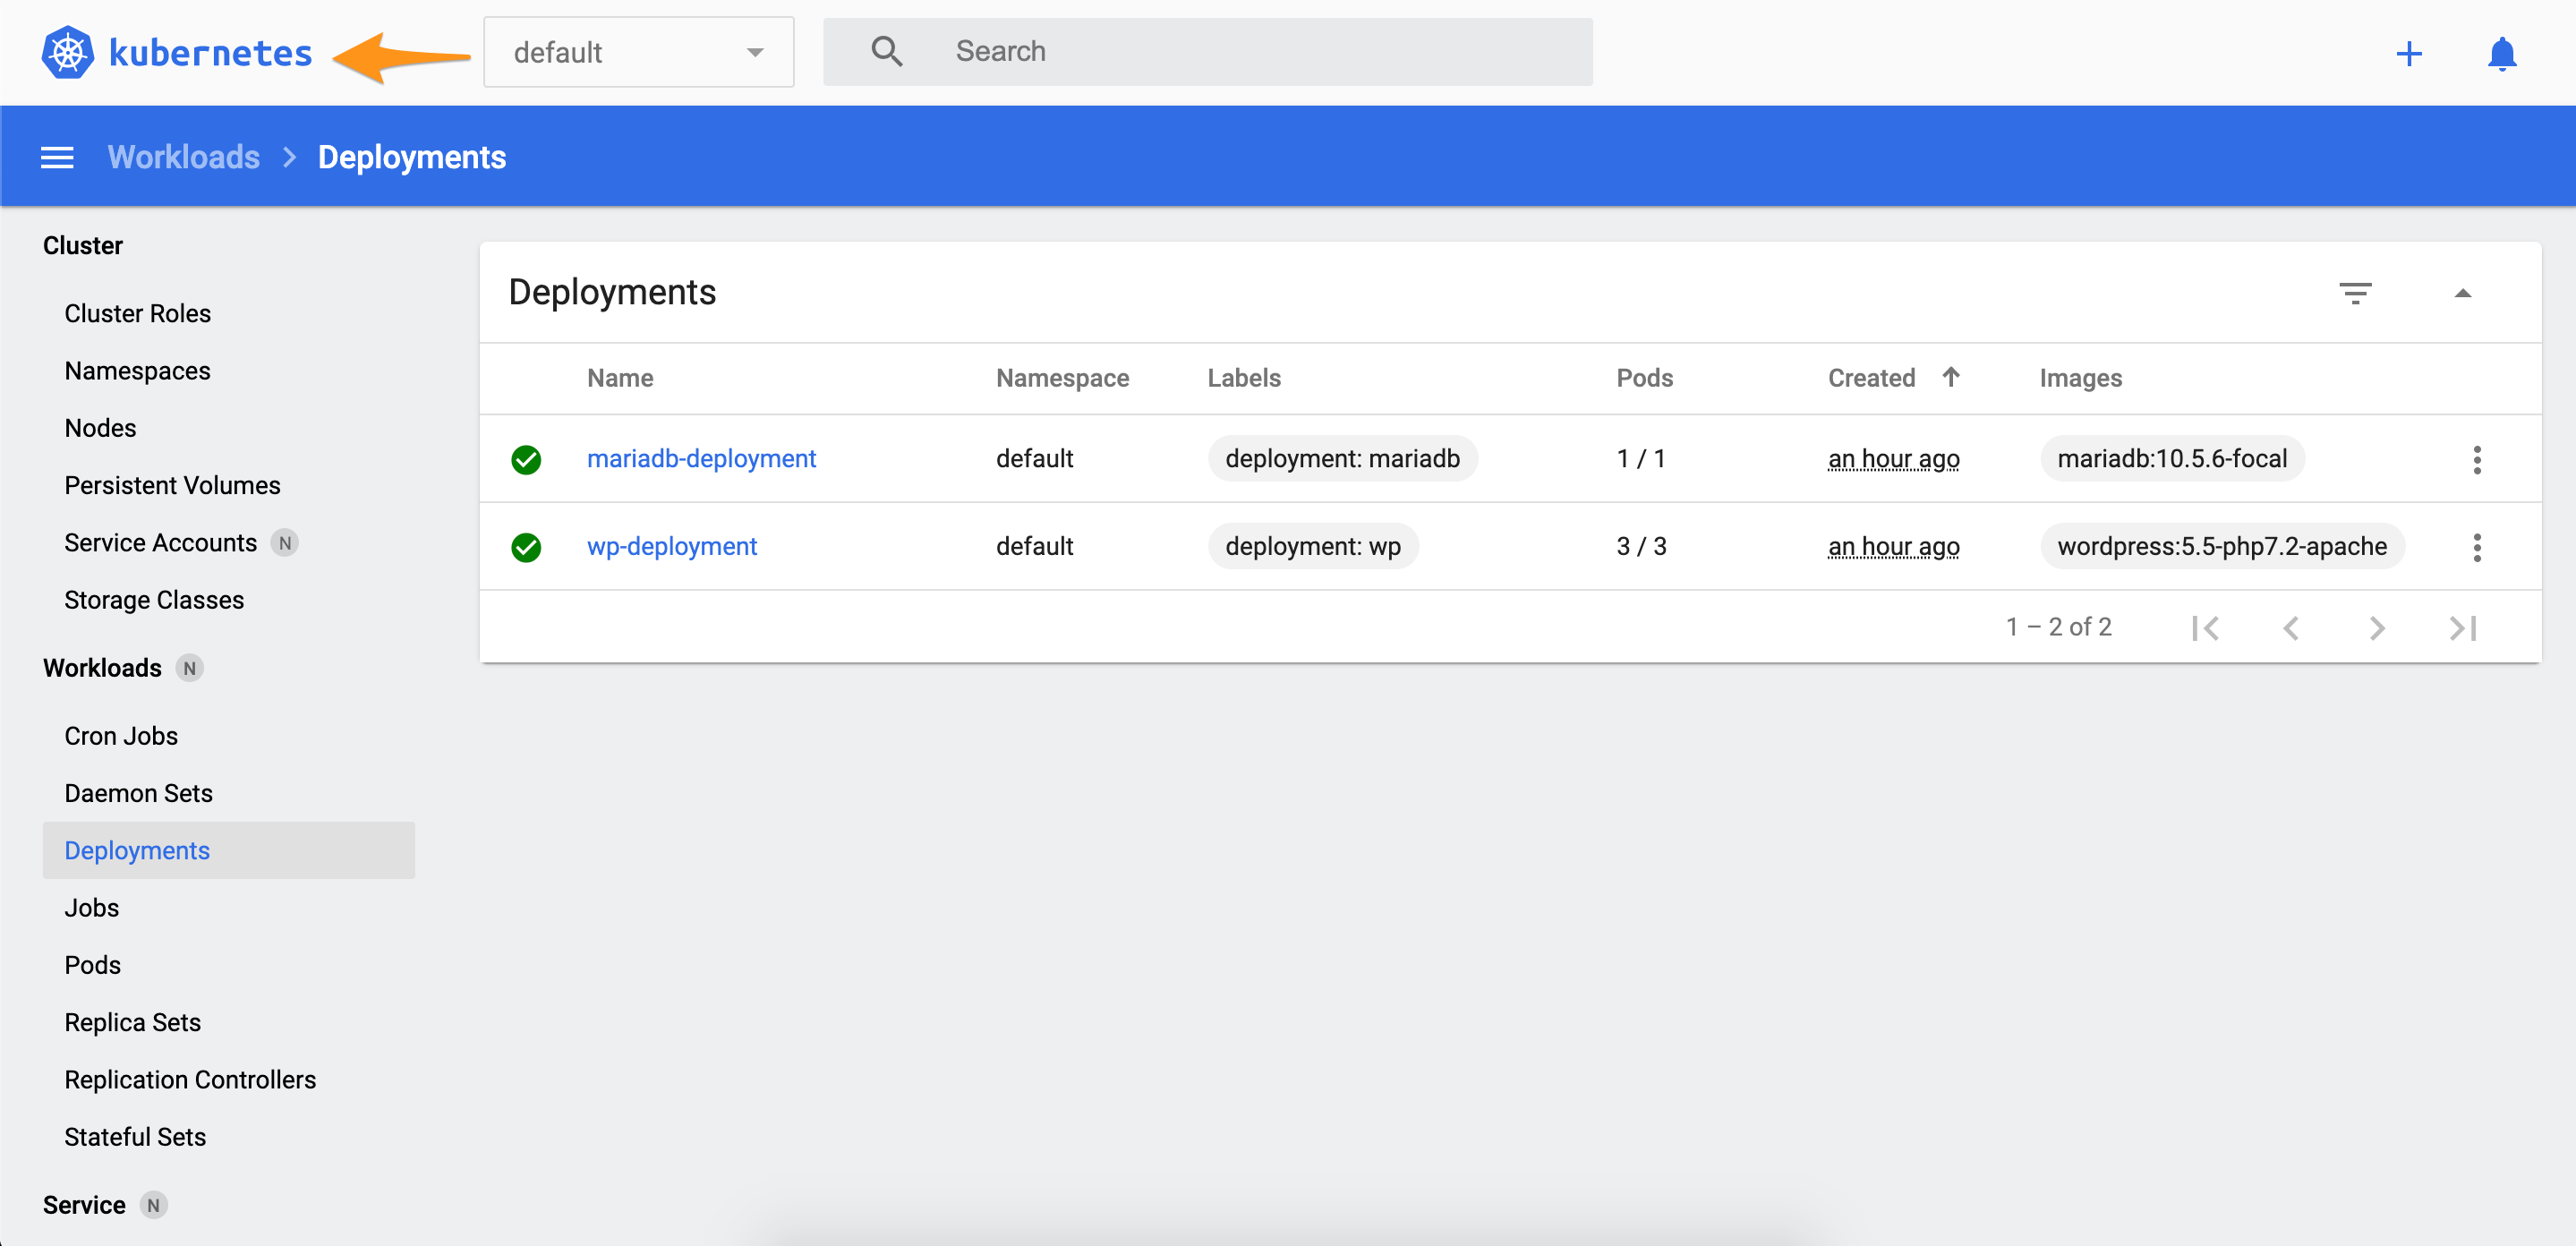 kubernetes
default
Search
Workloads > Deployments
Cluster
Cluster Roles
Namespaces
Nodes
Persistent Volumes
Service Accounts N
Storage Classes
Workloads N
Cron Jobs
Daemon Sets
Deployments
Jobs
Pods
Replica Sets
Replication Controllers
Stateful Sets
Service N
Deployments
Name Namespace Labels Pods Created Images
mariadb-deployment default deployment: mariadb 1 / 1 an hour ago mariadb:10.5.6-focal
wp-deployment default deployment: wp 3 / 3 an hour ago wordpress:5.5-php7.2-apache
1 – 2 of 2